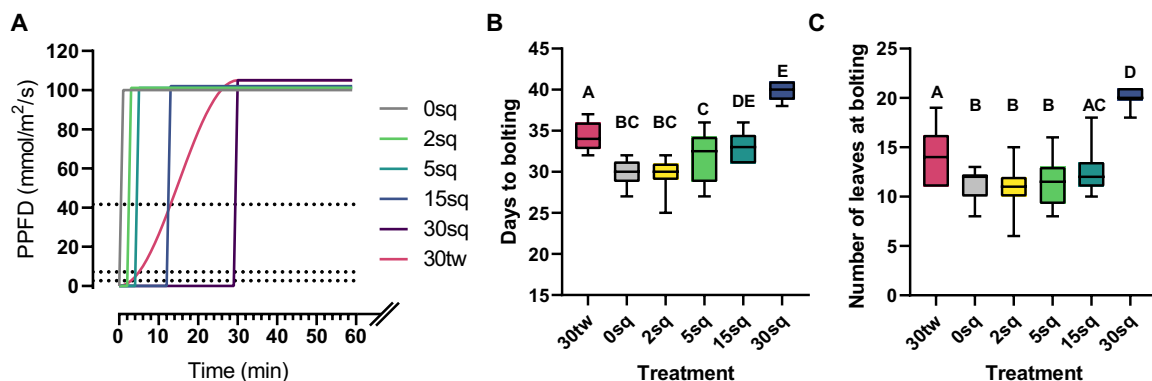 A
PPFD (mmol/m²/s)
120
100
80
60
40
20
0
0 10 20 30 40 50 60
Time (min)
0sq
2sq
5sq
15sq
30sq
30tw
B
Days to bolting
45
40
35
30
25
20
15
A BC BC C DE E
30tw 0sq 2sq 5sq 15sq 30sq
Treatment
C
Number of leaves at bolting
25
20
15
10
5
0
A B B B AC D
30tw 0sq 2sq 5sq 15sq 30sq
Treatment